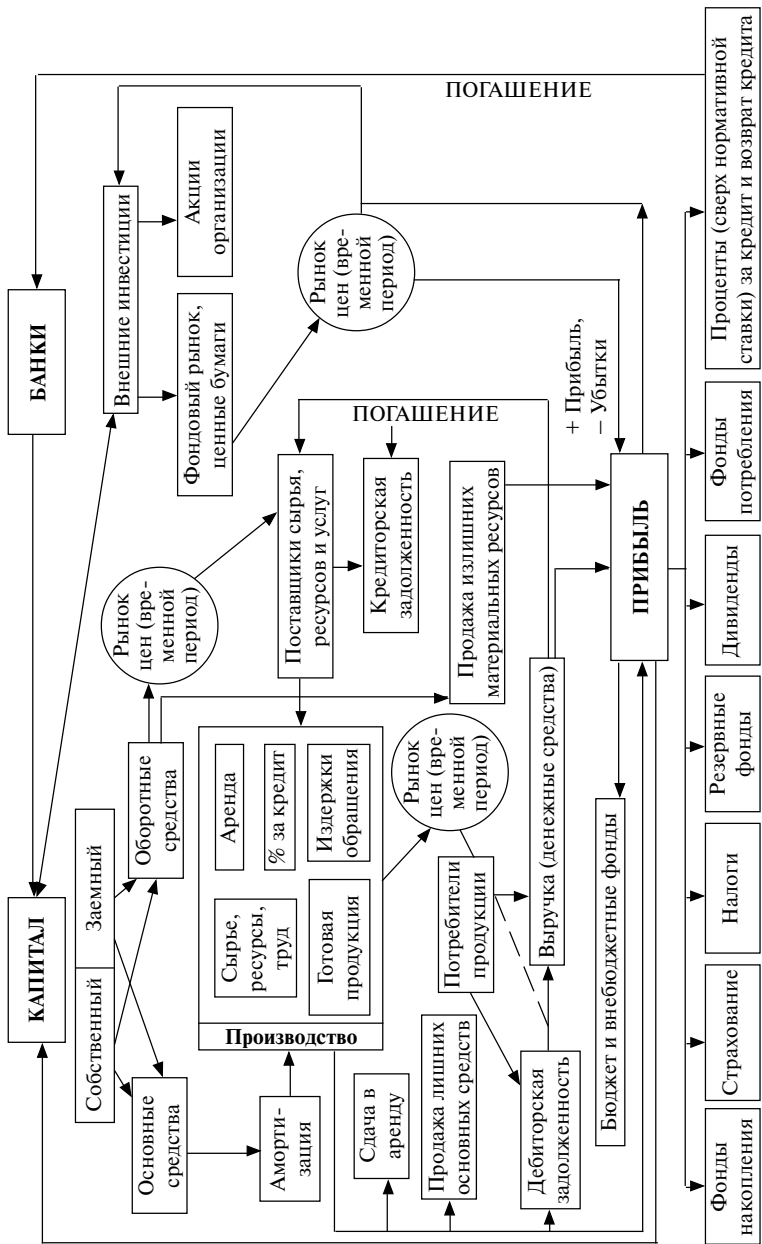 КАПИТАЛ
БАНКИ
Собственный
Заемный
Внешние инвестиции
Основные
средства
Оборотные
средства
Рынок
цен (вре-
менной
период)
Фондовый рынок,
ценные бумаги
Акции
организации
Аморти-
зация
Производство
Сырье,
ресурсы,
труд
Аренда
% за кредит
Готовая
продукция
Издержки
обращения
Поставщики сырья,
ресурсов и услуг
Рынок
цен (вре-
менной
период)
Кредиторская
задолженность
ПОГАШЕНИЕ
ПОГАШЕНИЕ
Сдача в
аренду
Рынок
цен (вре-
менной
период)
Продажа лишних
основных средств
Потребители
продукции
Продажа излишних
материальных ресурсов
Дебиторская
задолженность
Выручка (денежные средства)
+ Прибыль,
– Убытки
Бюджет и внебюджетные фонды
ПРИБЫЛЬ
Фонды
накопления
Страхование
Налоги
Резервные
фонды
Дивиденды
Фонды
потребления
Проценты (сверх нормативной
ставки) за кредит и возврат кредита